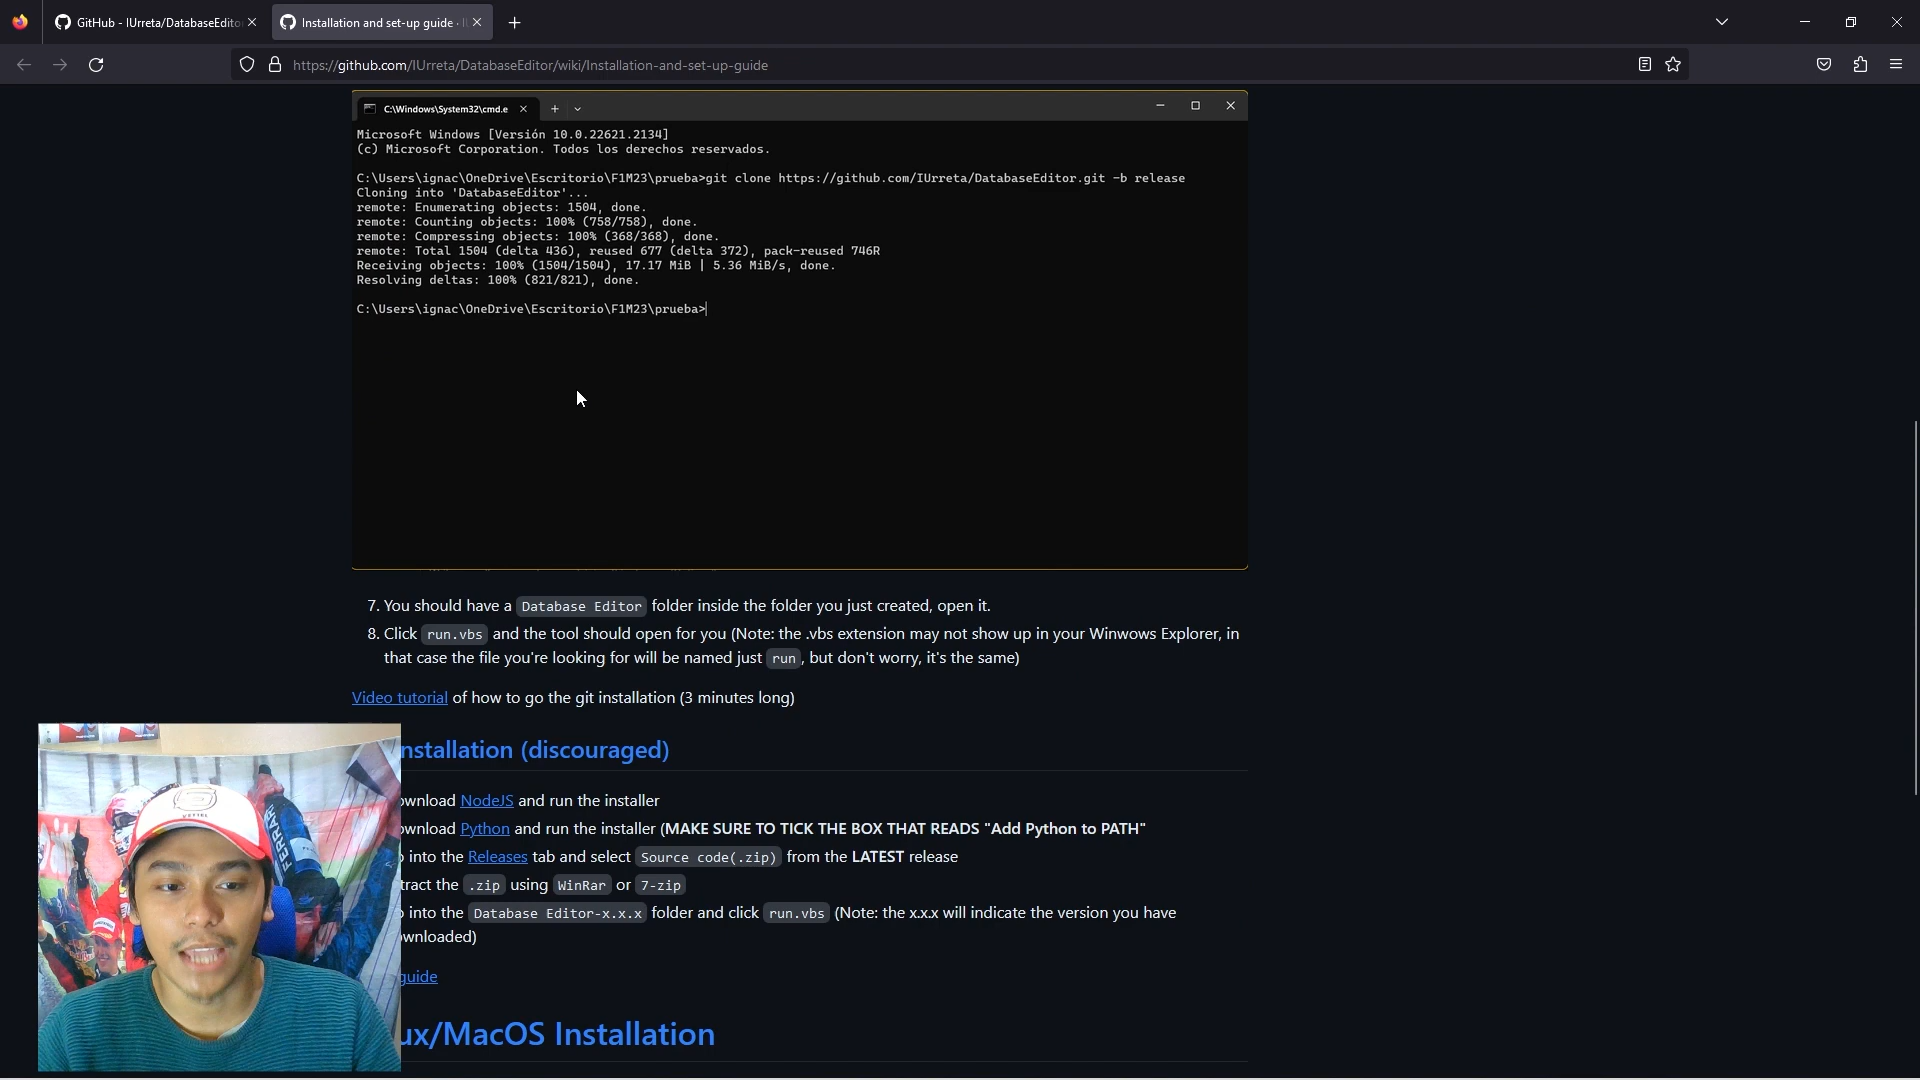 GitHub - IUrreta/DatabaseEdito
Installation and set-up guide ·
https://github.com/IUrreta/DatabaseEditor/wiki/Installation-and-set-up-guide
C:\Windows\System32\cmd.e
Microsoft Windows [Versión 10.0.22621.2134]
(c) Microsoft Corporation. Todos los derechos reservados.
C:\Users\ignac\OneDrive\Escritorio\F1M23\prueba>git clone https://github.com/IUrreta/DatabaseEditor.git -b release
Cloning into 'DatabaseEditor'...
remote: Enumerating objects: 1504, done.
remote: Counting objects: 100% (758/758), done.
remote: Compressing objects: 100% (368/368), done.
remote: Total 1504 (delta 436), reused 677 (delta 372), pack-reused 746R
Receiving objects: 100% (1504/1504), 17.17 MiB | 5.36 MiB/s, done.
Resolving deltas: 100% (821/821), done.
C:\Users\ignac\OneDrive\Escritorio\F1M23\prueba>
7. You should have a Database Editor folder inside the folder you just created, open it.
8. Click run.vbs and the tool should open for you (Note: the .vbs extension may not show up in your Winwows Explorer, in
that case the file you're looking for will be named just run, but don't worry, it's the same)
Video tutorial of how to go the git installation (3 minutes long)
nstallation (discouraged)
wnload NodeJS and run the installer
wnload Python and run the installer (MAKE SURE TO TICK THE BOX THAT READS "Add Python to PATH"
into the Releases tab and select Source code(.zip) from the LATEST release
tract the .zip using WinRar or 7-zip
into the Database Editor-x.x.x folder and click run.vbs (Note: the x.x.x will indicate the version you have
wnloaded)
guide
ux/MacOS Installation
FERRARI